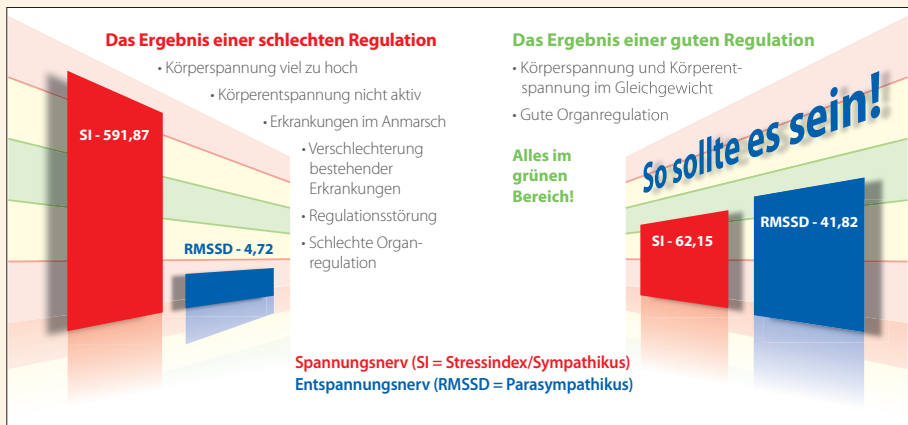 Das Ergebnis einer schlechten Regulation
• Körperspannung viel zu hoch
• Körperentspannung nicht aktiv
• Erkrankungen im Anmarsch
• Verschlechterung
bestehender
Erkrankungen
• Regulationsstörung
• Schlechte Organ-
regulation
SI - 591,87
RMSSD - 4,72
Das Ergebnis einer guten Regulation
• Körperspannung und Körperent-
spannung im Gleichgewicht
• Gute Organregulation
Alles im
grünen
Bereich!
So sollte es sein!
SI - 62,15
RMSSD - 41,82
Spannungsnerv (SI = Stressindex/Sympathikus)
Entspannungsnerv (RMSSD = Parasympathikus)